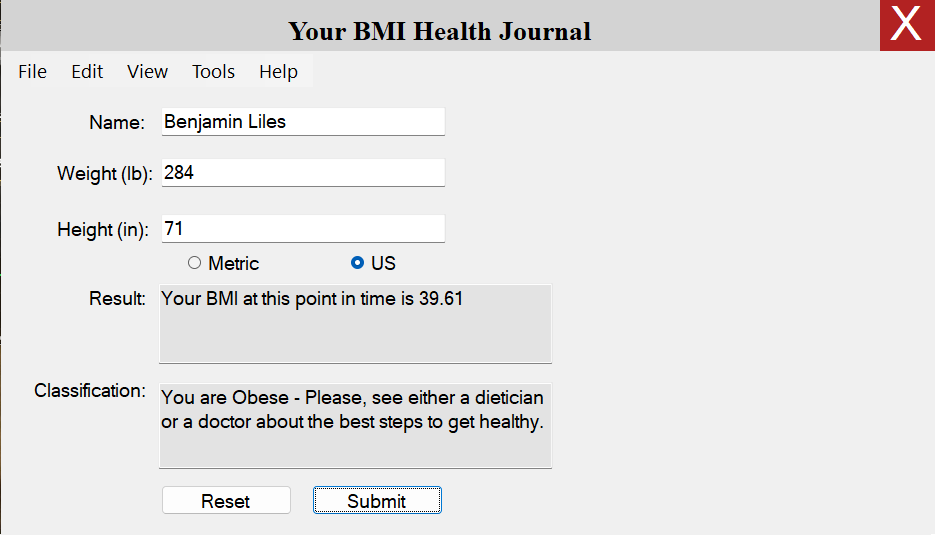 Your BMI Health Journal
X
File Edit View Tools Help
Name: Benjamin Liles
Weight (lb): 284
Height (in): 71
Metric US
Result: Your BMI at this point in time is 39.61
Classification: You are Obese - Please, see either a dietician
or a doctor about the best steps to get healthy.
Reset Submit